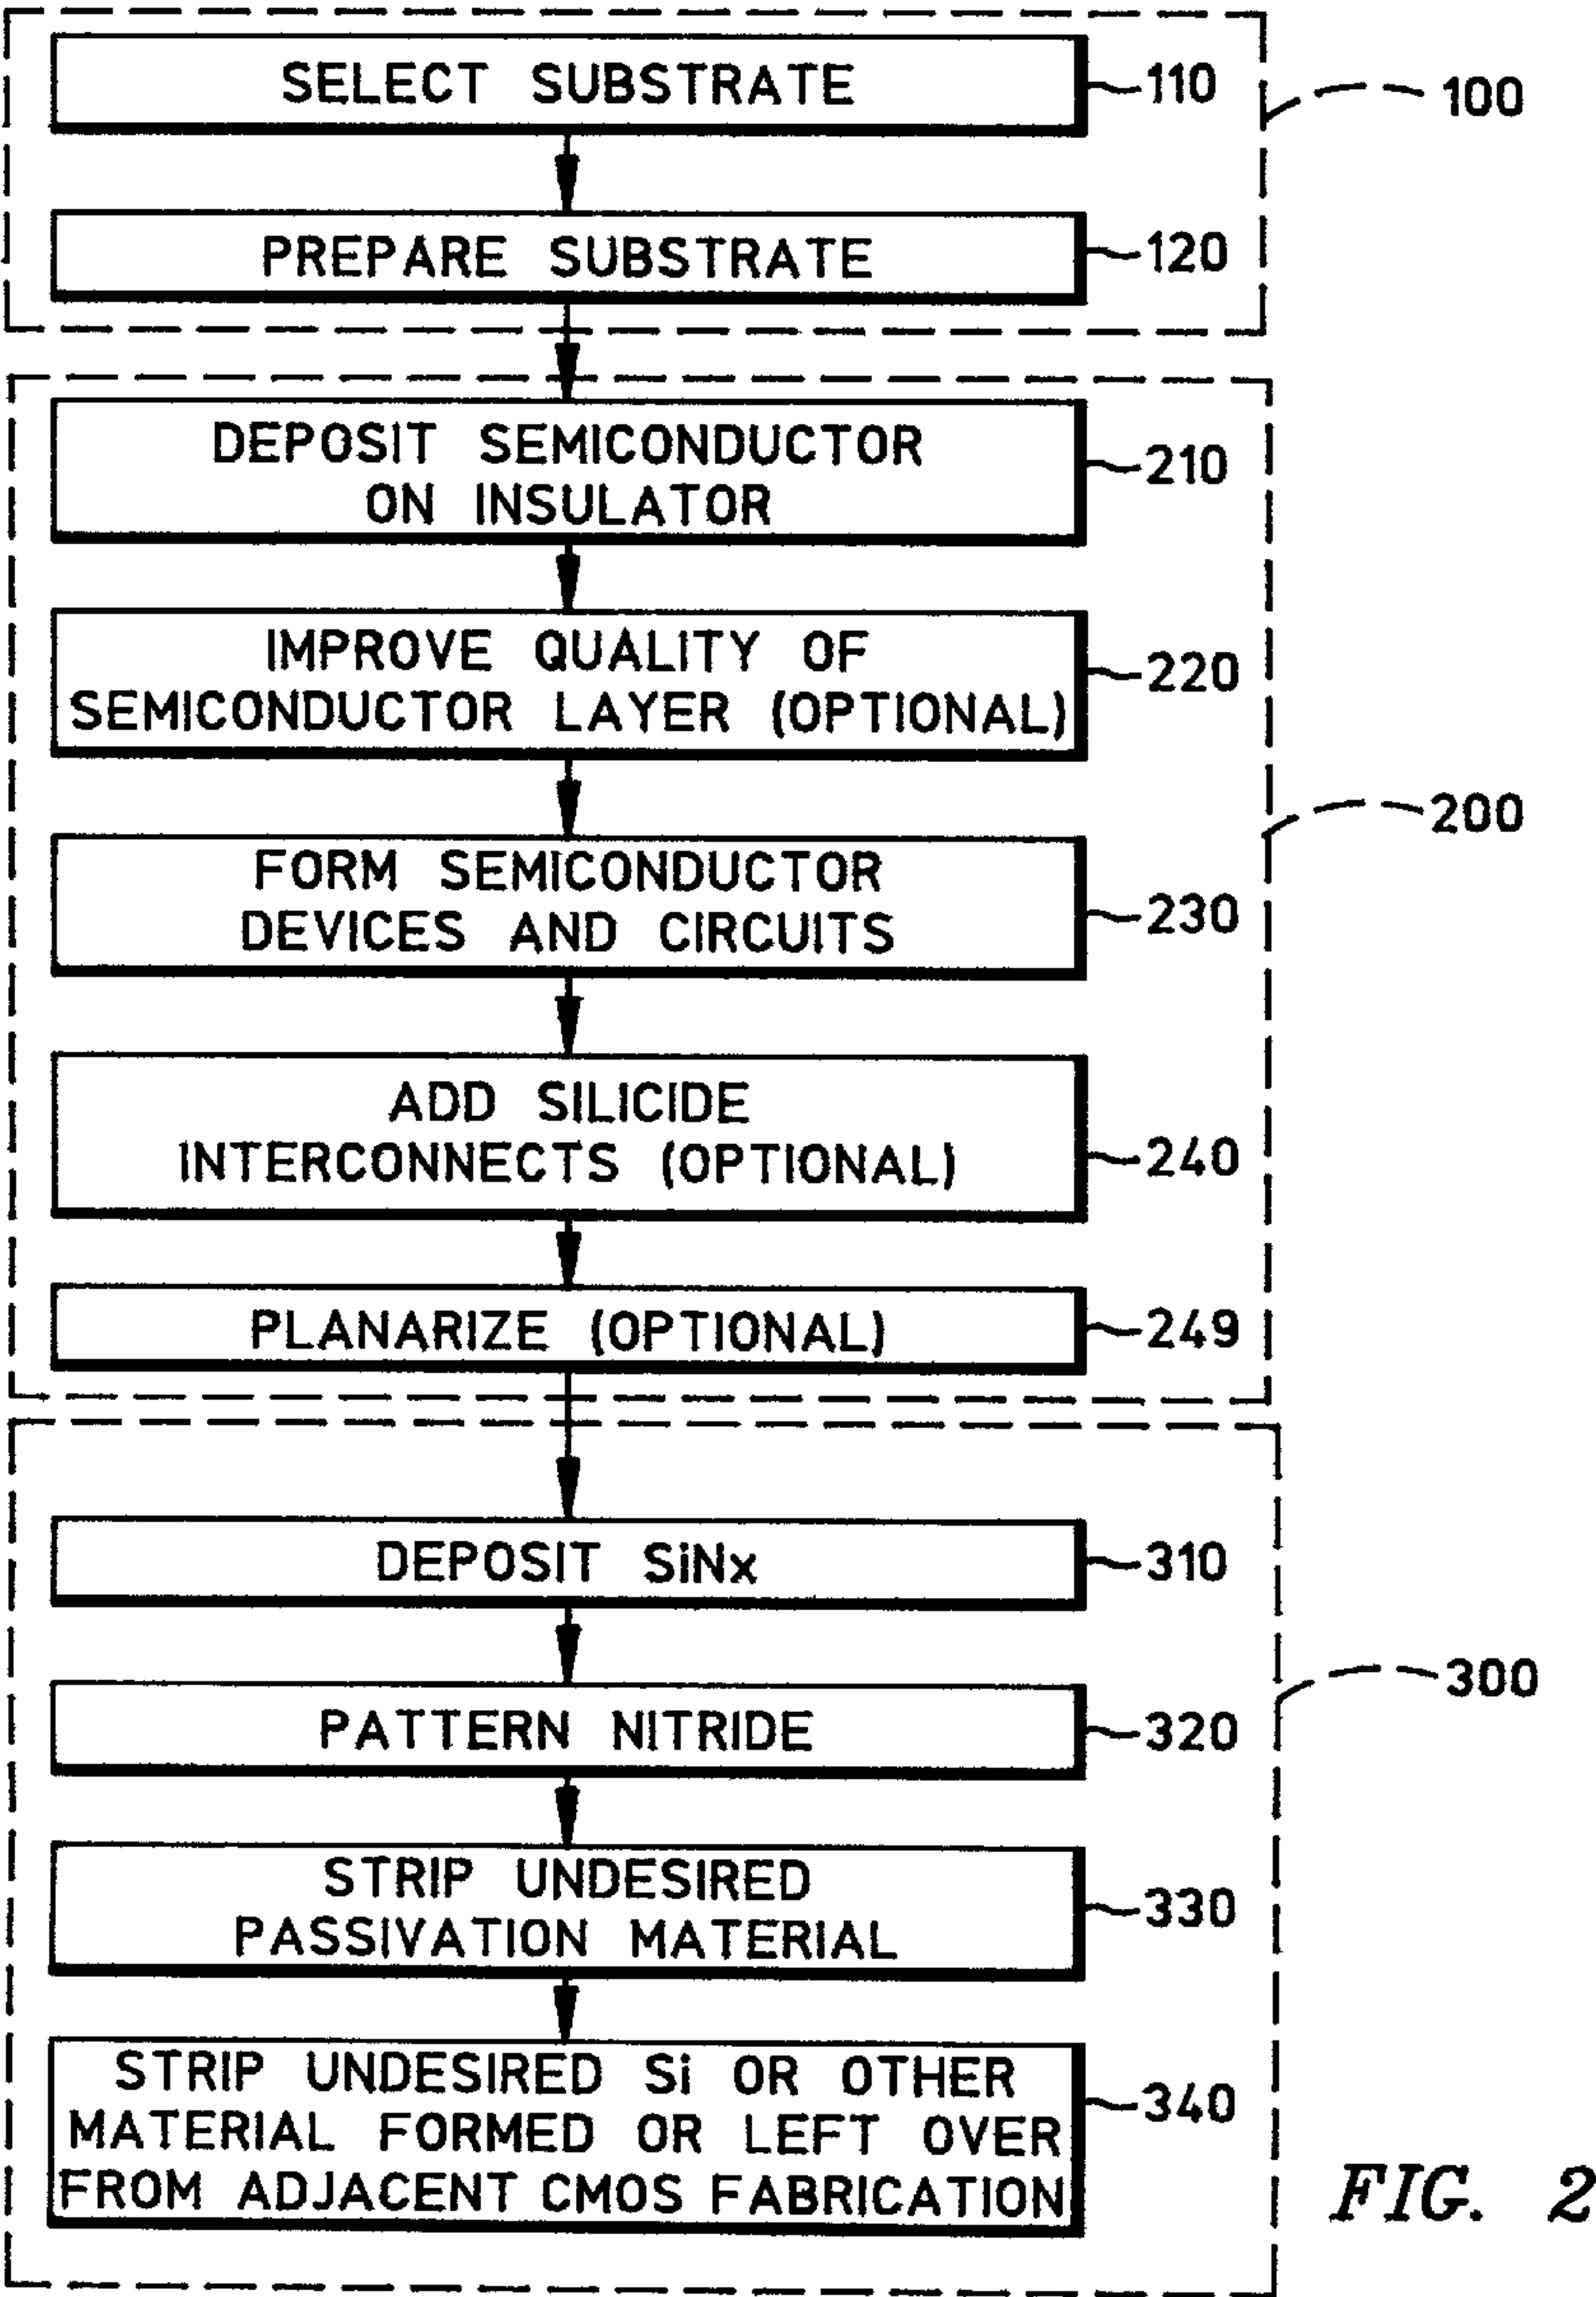 SELECT SUBSTRATE
110
100
PREPARE SUBSTRATE
120
DEPOSIT SEMICONDUCTOR
ON INSULATOR
210
IMPROVE QUALITY OF
SEMICONDUCTOR LAYER (OPTIONAL)
220
200
FORM SEMICONDUCTOR
DEVICES AND CIRCUITS
230
ADD SILICIDE
INTERCONNECTS (OPTIONAL)
240
PLANARIZE (OPTIONAL)
249
DEPOSIT SiNx
310
300
PATTERN NITRIDE
320
STRIP UNDESIRED
PASSIVATION MATERIAL
330
STRIP UNDESIRED Si OR OTHER
MATERIAL FORMED OR LEFT OVER
FROM ADJACENT CMOS FABRICATION
340
FIG. 2